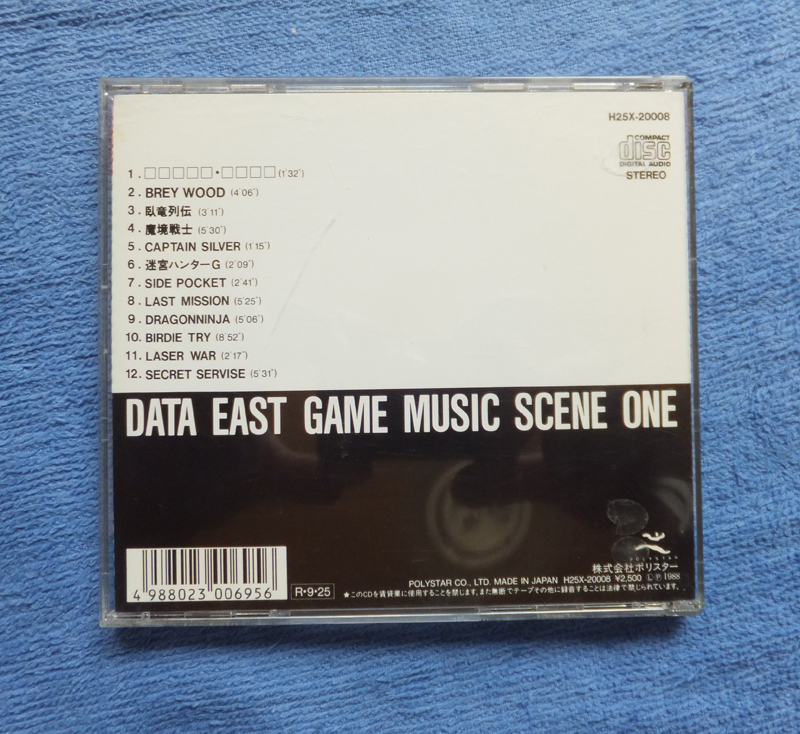 H25X-20008
COMPACT
disc
DIGITAL AUDIO
STEREO
1. □□□□□・□□□□ (1'32")
2. BREY WOOD (4'06")
3. 臥竜列伝 (3'11")
4. 魔境戦士 (5'30")
5. CAPTAIN SILVER (1'15")
6. 迷宮ハンターG (2'09")
7. SIDE POCKET (2'41")
8. LAST MISSION (5'25")
9. DRAGONNINJA (5'06")
10. BIRDIE TRY (8'52")
11. LASER WAR (2'17")
12. SECRET SERVISE (5'31")
DATA EAST GAME MUSIC SCENE ONE
POLYSTAR
株式会社ポリスター
POLYSTAR CO., LTD. MADE IN JAPAN H25X-20008 ¥2,500 Ⓛ Ⓟ 1988
★このCDを賃貸業に使用することを禁じます。また無断でテープその他に録音することは法律で禁じられています。
4 988023 006956
R・9・25